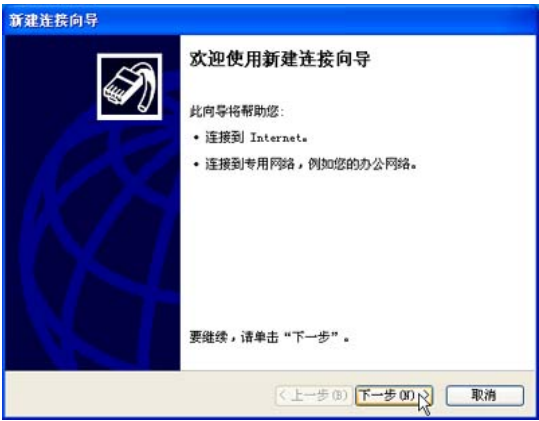 新建连接向导
欢迎使用新建连接向导
此向导将帮助您:
• 连接到 Internet。
• 连接到专用网络，例如您的办公网络。
要继续，请单击“下一步”。
< 上一步(B) 下一步(N) > 取消